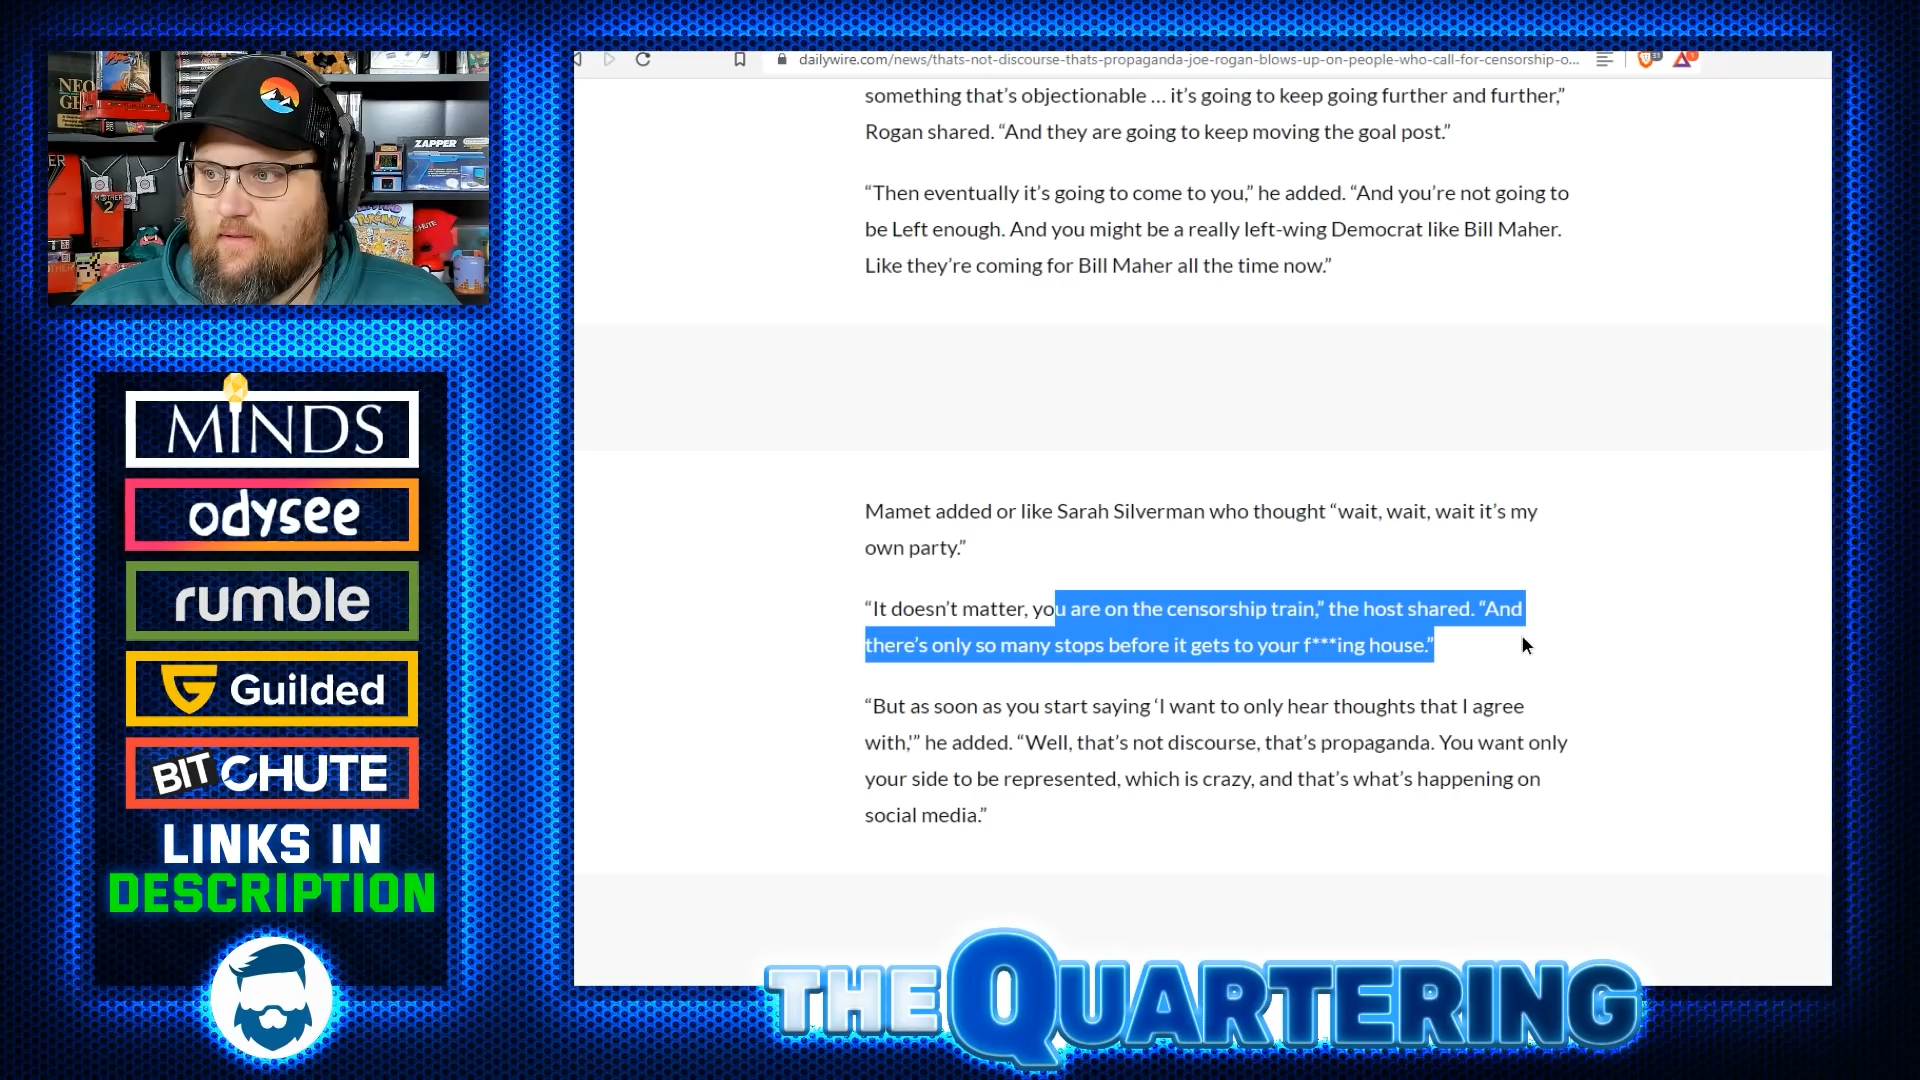 dailywire.com/news/thats-not-discourse-thats-propaganda-joe-rogan-blows-up-on-people-who-call-for-censorship-o...
something that’s objectionable … it’s going to keep going further and further,”
Rogan shared. “And they are going to keep moving the goal post.”
“Then eventually it’s going to come to you,” he added. “And you’re not going to
be Left enough. And you might be a really left-wing Democrat like Bill Maher.
Like they’re coming for Bill Maher all the time now.”
Mamet added or like Sarah Silverman who thought “wait, wait, wait it’s my
own party.”
“It doesn’t matter, you are on the censorship train,” the host shared. “And
there’s only so many stops before it gets to your f***ing house.”
“But as soon as you start saying ‘I want to only hear thoughts that I agree
with,'” he added. “Well, that’s not discourse, that’s propaganda. You want only
your side to be represented, which is crazy, and that’s what’s happening on
social media.”
ZAPPER
MOTHER
2
POKéMON
CHUTE
MINDS
odysee
rumble
Guilded
BITCHUTE
LINKS IN
DESCRIPTION
THE QUARTERING